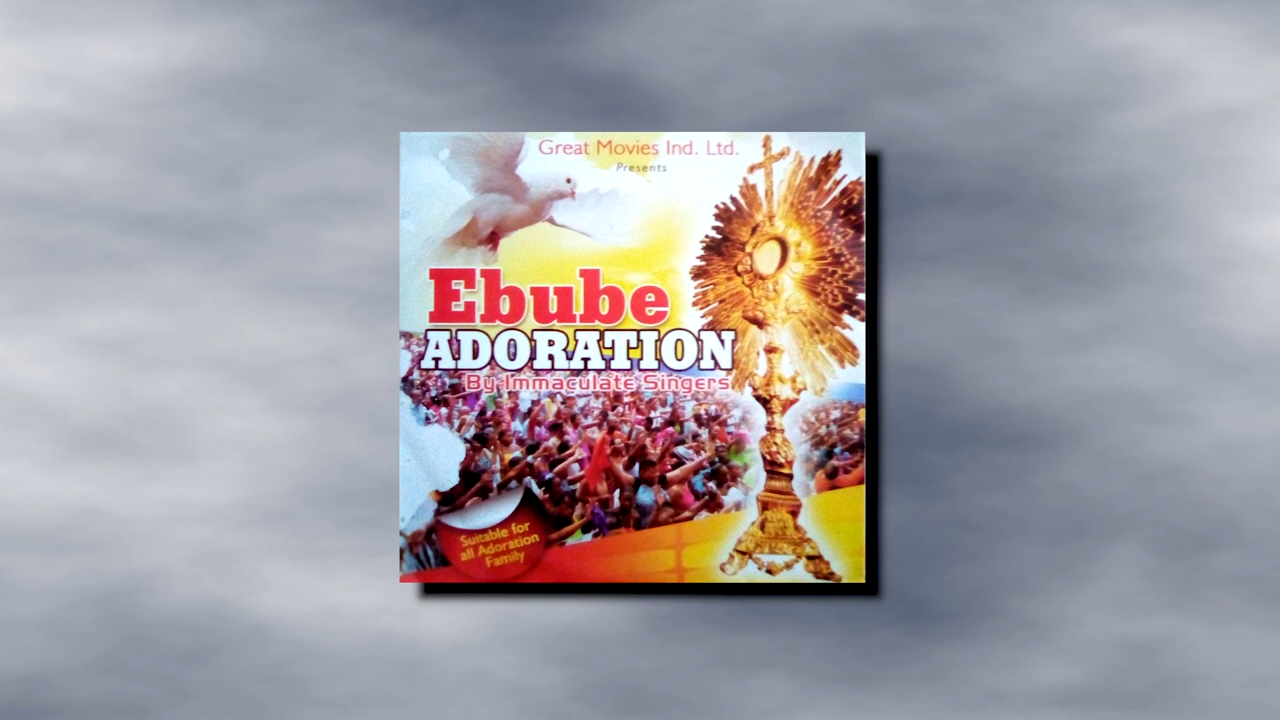 Great Movies Ind. Ltd.
Presents
Ebube
ADORATION
By Immaculate Singers
Suitable for
all Adoration
Family